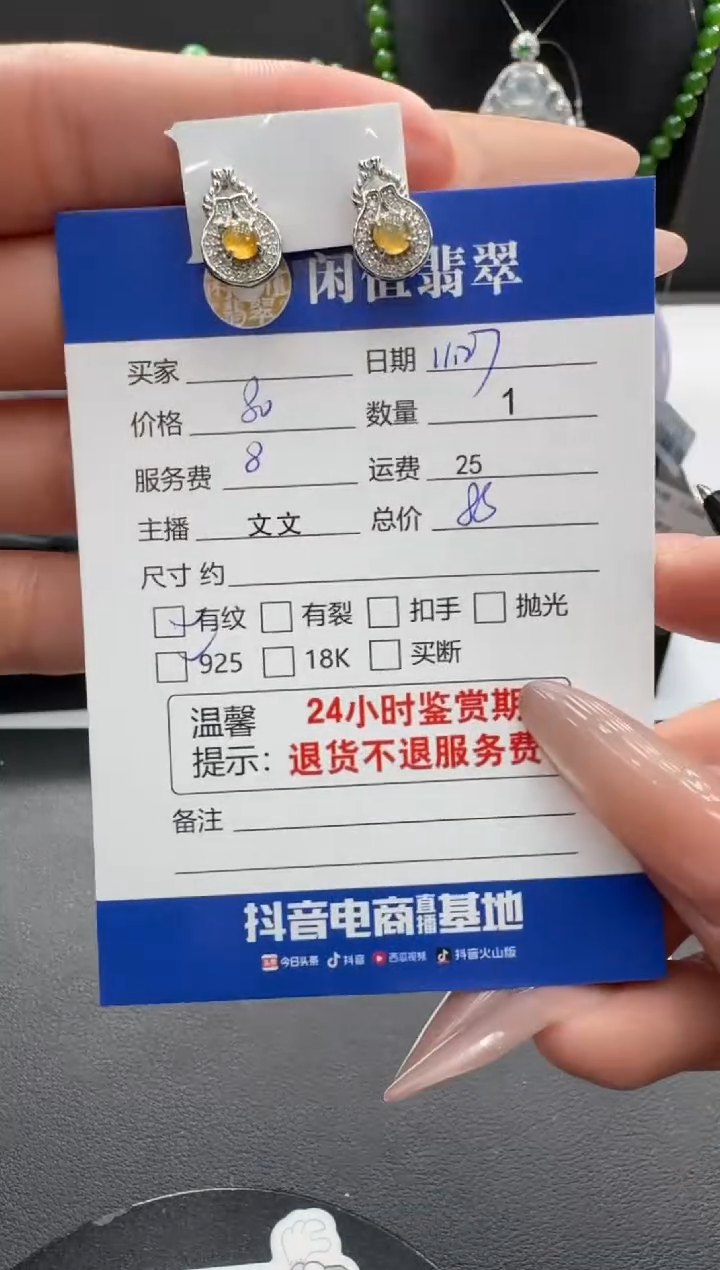 闲值翡翠
翡翠
买家 日期 11.27
价格 80 数量 1
服务费 8 运费 25
主播 文文 总价 85
尺寸 约
有纹 有裂 扣手 抛光
925 18K 买断
温馨 24小时鉴赏期
提示： 退货不退服务费
备注
抖音电商直播基地
今日头条 抖音 西瓜视频 抖音火山版